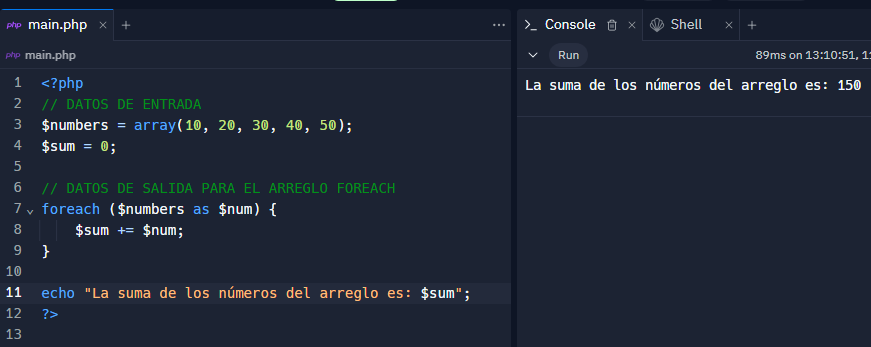 php main.php × +
php main.php
1 <?php
2 // DATOS DE ENTRADA
3 $numbers = array(10, 20, 30, 40, 50);
4 $sum = 0;
5
6 // DATOS DE SALIDA PARA EL ARREGLO FOREACH
7 foreach ($numbers as $num) {
8 $sum += $num;
9 }
10
11 echo "La suma de los números del arreglo es: $sum";
12 ?>
13
Console × Shell × +
Run 89ms on 13:10:51,
La suma de los números del arreglo es: 150